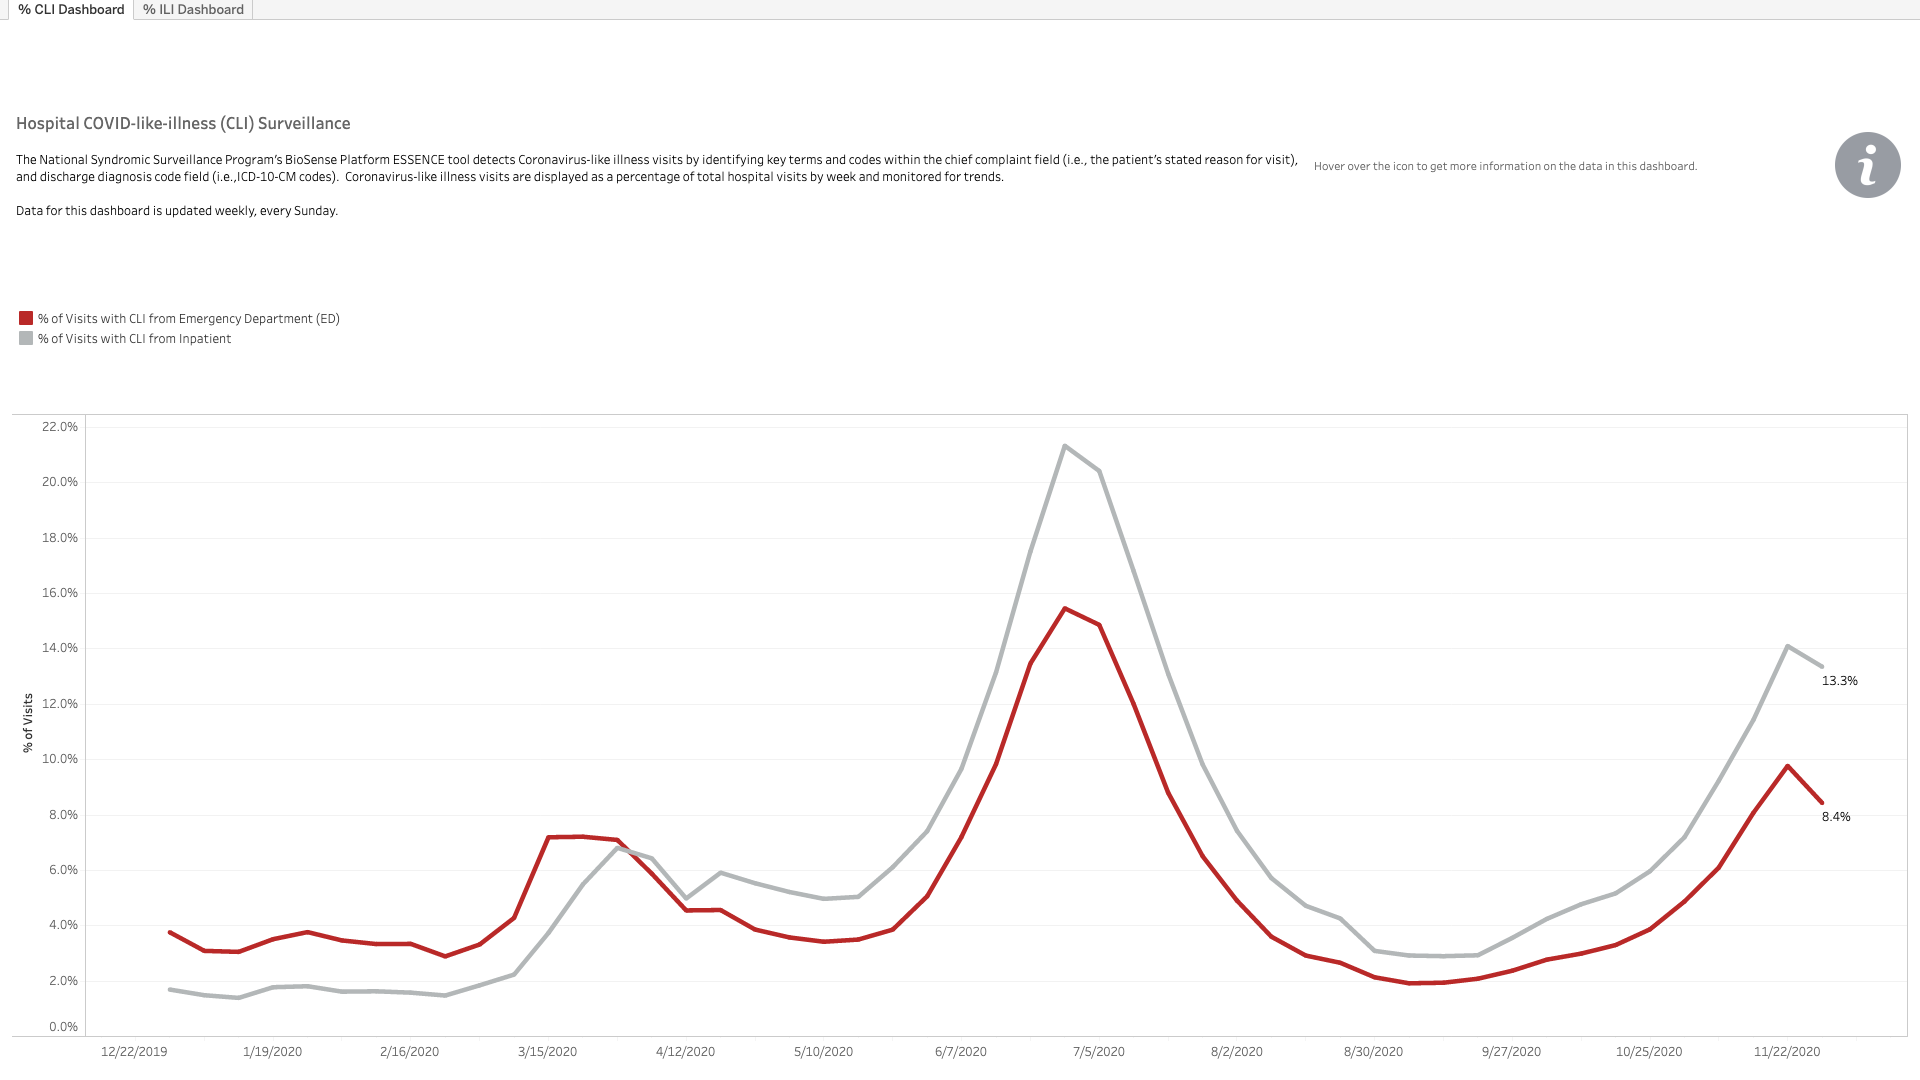 % CLI Dashboard
% ILI Dashboard
Hospital COVID-like-illness (CLI) Surveillance
The National Syndromic Surveillance Program's BioSense Platform ESSENCE tool detects Coronavirus-like illness visits by identifying key terms and codes within the chief complaint field (i.e., the patient's stated reason for visit),
and discharge diagnosis code field (i.e.,ICD-10-CM codes).  Coronavirus-like illness visits are displayed as a percentage of total hospital visits by week and monitored for trends.
Data for this dashboard is updated weekly, every Sunday.
Hover over the icon to get more information on the data in this dashboard.
i
% of Visits with CLI from Emergency Department (ED)
% of Visits with CLI from Inpatient
% of Visits
22.0%
20.0%
18.0%
16.0%
14.0%
12.0%
10.0%
8.0%
6.0%
4.0%
2.0%
0.0%
13.3%
8.4%
12/22/2019
1/19/2020
2/16/2020
3/15/2020
4/12/2020
5/10/2020
6/7/2020
7/5/2020
8/2/2020
8/30/2020
9/27/2020
10/25/2020
11/22/2020